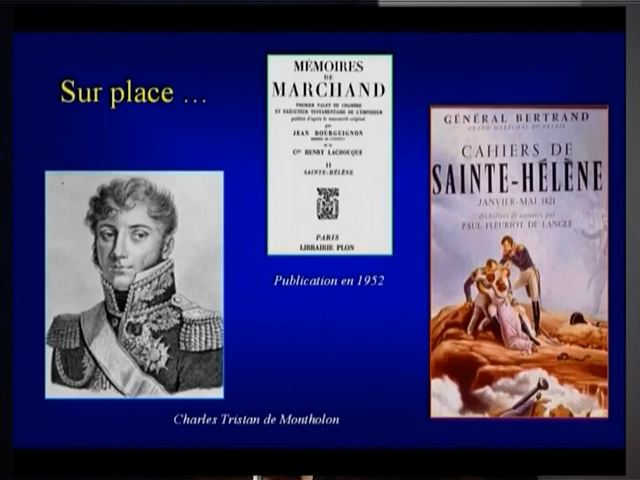 Sur place ...
MÉMOIRES
DE
MARCHAND
PREMIER VALET DE CHAMBRE
ET EXÉCUTEUR TESTAMENTAIRE DE L'EMPEREUR
publiés d'après le manuscrit original
par
JEAN BOURGUIGNON
et le
Cdt HENRY LACHOUQUE
II
SAINTE-HÉLÈNE
PARIS
LIBRAIRIE PLON
Publication en 1952
GÉNÉRAL BERTRAND
GRAND MARÉCHAL DU PALAIS
CAHIERS DE
SAINTE-HÉLÈNE
JANVIER-MAI 1821
déchiffrés et annotés par
PAUL FLEURIOT DE LANGLE
Charles Tristan de Montholon